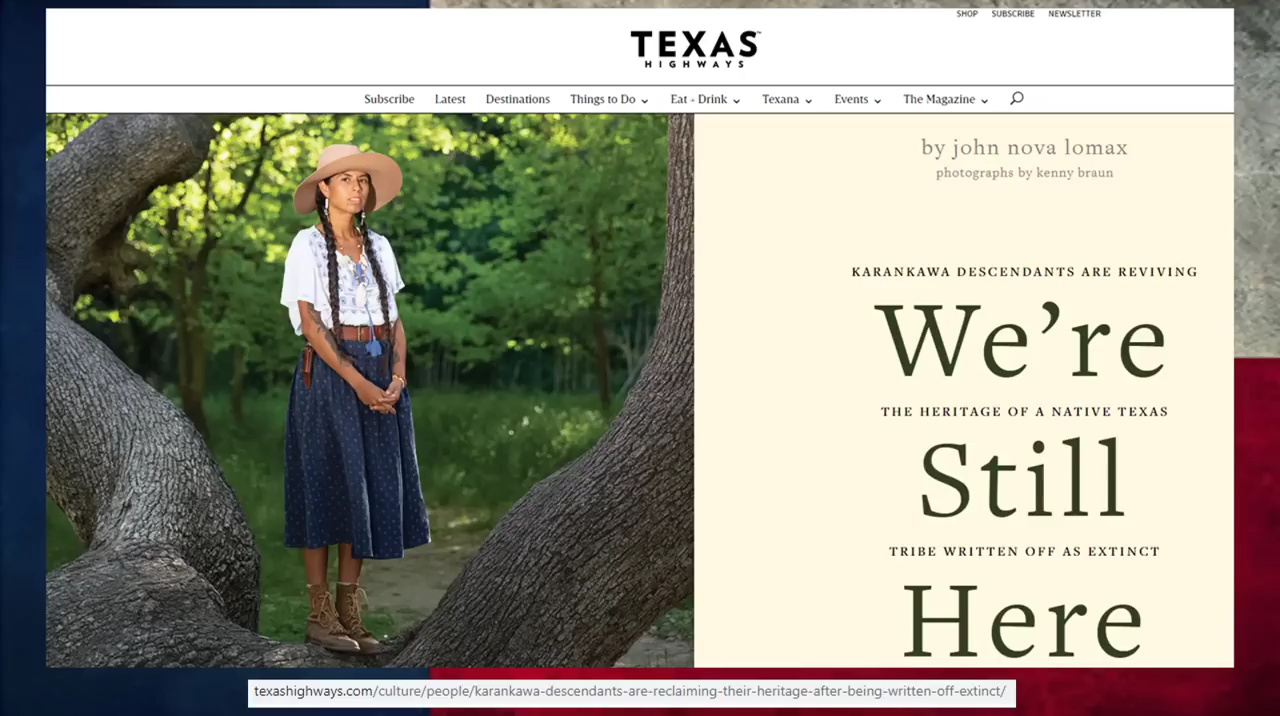 SHOP SUBSCRIBE NEWSLETTER
TEXAS
HIGHWAYS
Subscribe Latest Destinations Things to Do Eat + Drink Texana Events The Magazine
by john nova lomax
photographs by kenny braun
KARANKAWA DESCENDANTS ARE REVIVING
We're
THE HERITAGE OF A NATIVE TEXAS
Still
TRIBE WRITTEN OFF AS EXTINCT
Here
texashighways.com/culture/people/karankawa-descendants-are-reclaiming-their-heritage-after-being-written-off-extinct/